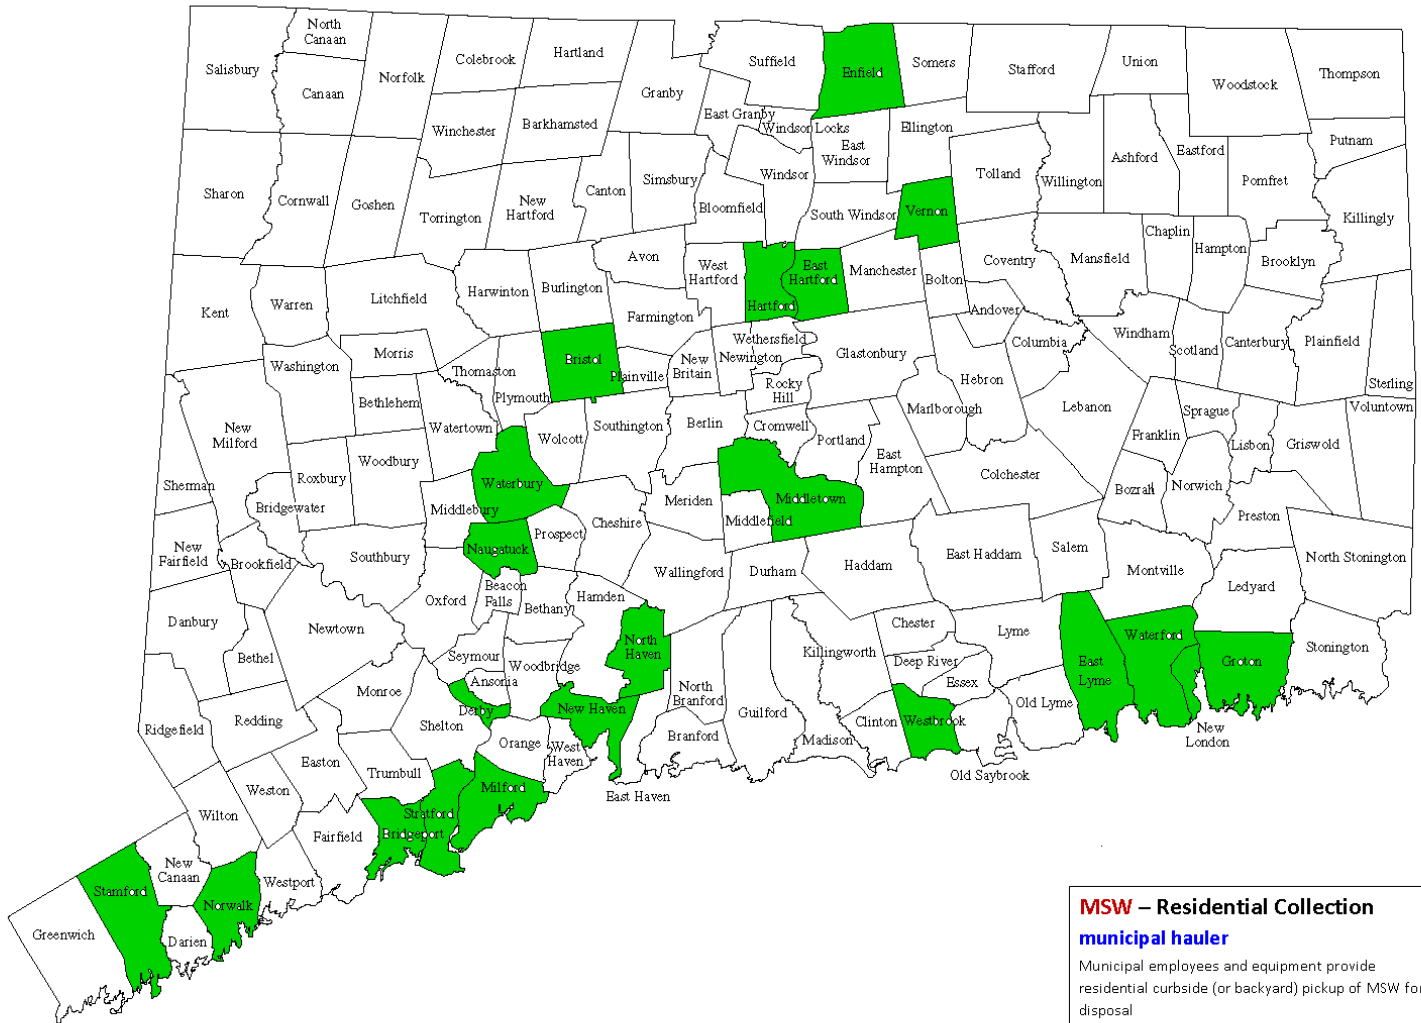 North
Canaan
Salisbury
Canaan
Norfolk
Colebrook
Hartland
Granby
Suffield
Enfield
Somers
Stafford
Union
Woodstock
Thompson
Winchester
Barkhamsted
East Granby
Windsor Locks
East
Windsor
Ellington
Tolland
Willington
Ashford
Eastford
Putnam
Pomfret
Killingly
Sharon
Cornwall
Goshen
Torrington
New
Hartford
Canton
Simsbury
Bloomfield
Windsor
South Windsor
Vernon
Kent
Warren
Litchfield
Harwinton
Burlington
Avon
West
Hartford
Hartford
East
Hartford
Manchester
Bolton
Coventry
Mansfield
Chaplin
Hampton
Brooklyn
Farmington
Andover
Columbia
Windham
Scotland
Canterbury
Plainfield
Sterling
Washington
Morris
Thomaston
Plymouth
Bristol
Plainville
New
Britain
Newington
Wethersfield
Rocky
Hill
Glastonbury
Hebron
Marlborough
Lebanon
New
Milford
Bethlehem
Watertown
Wolcott
Southington
Berlin
Cromwell
Portland
East
Hampton
Colchester
Franklin
Sprague
Lisbon
Griswold
Voluntown
Sherman
Bridgewater
Roxbury
Woodbury
Middlebury
Waterbury
Cheshire
Meriden
Middlefield
Middletown
Bozrah
Norwich
Preston
New
Fairfield
Brookfield
Southbury
Naugatuck
Prospect
Wallingford
Durham
Haddam
East Haddam
Salem
Montville
Ledyard
North Stonington
Danbury
Bethel
Newtown
Oxford
Beacon
Falls
Bethany
Hamden
North
Haven
Killingworth
Chester
Deep River
Essex
Lyme
East
Lyme
Waterford
Groton
Stonington
Ridgefield
Redding
Monroe
Seymour
Ansonia
Derby
Woodbridge
New Haven
North
Branford
Guilford
Madison
Clinton
Westbrook
Old Lyme
Old Saybrook
New
London
Shelton
Orange
West
Haven
East Haven
Branford
Wilton
Weston
Easton
Trumbull
Stratford
Milford
Bridgeport
Fairfield
Stamford
New
Canaan
Norwalk
Westport
Greenwich
Darien
MSW – Residential Collection
municipal hauler
Municipal employees and equipment provide
residential curbside (or backyard) pickup of MSW for
disposal